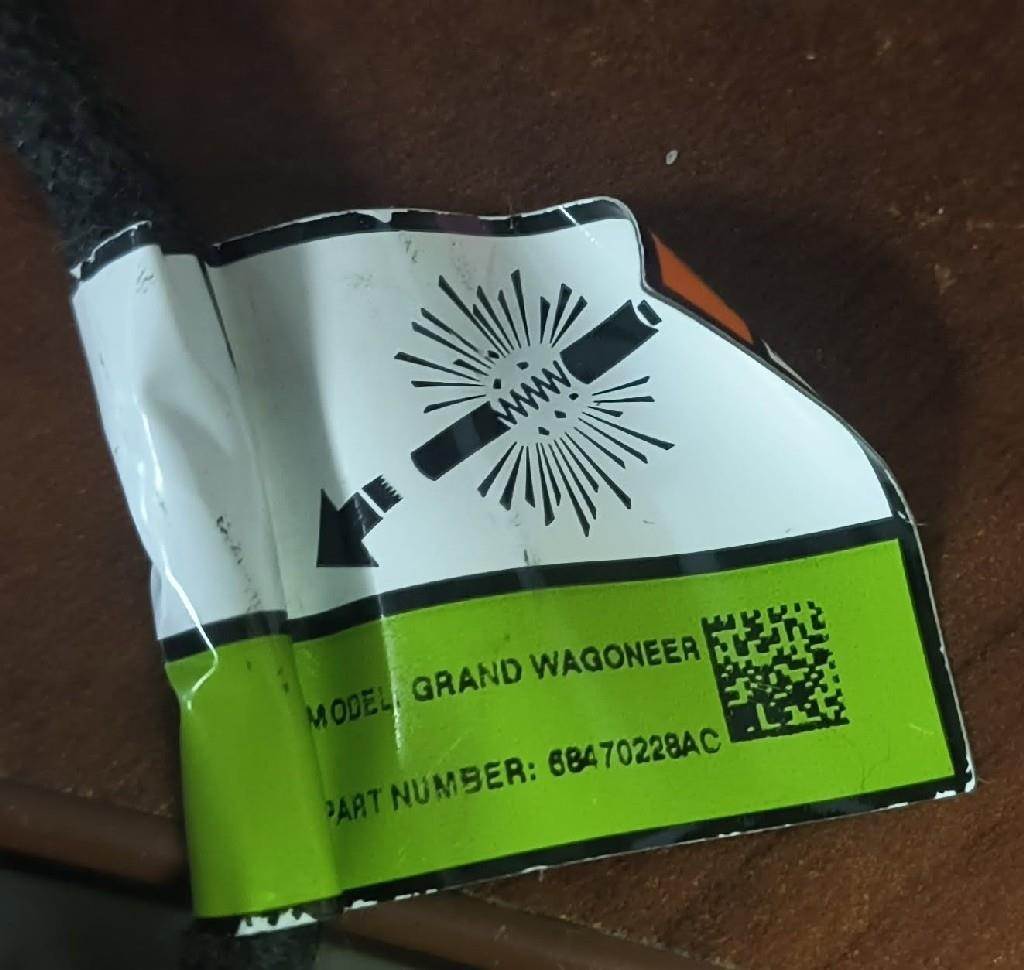 MODEL: GRAND WAGONEER
PART NUMBER: 68470228AC